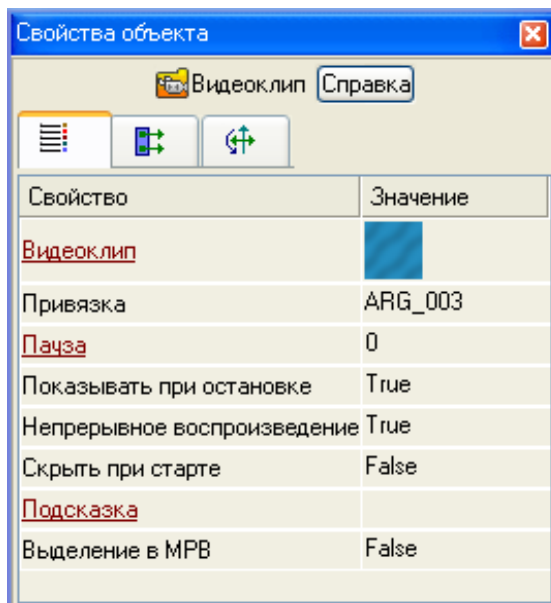 Свойства объекта
Видеоклип Справка
Свойство Значение
Видеоклип
Привязка ARG_003
Пауза 0
Показывать при остановке True
Непрерывное воспроизведение True
Скрыть при старте False
Подсказка
Выделение в МРВ False